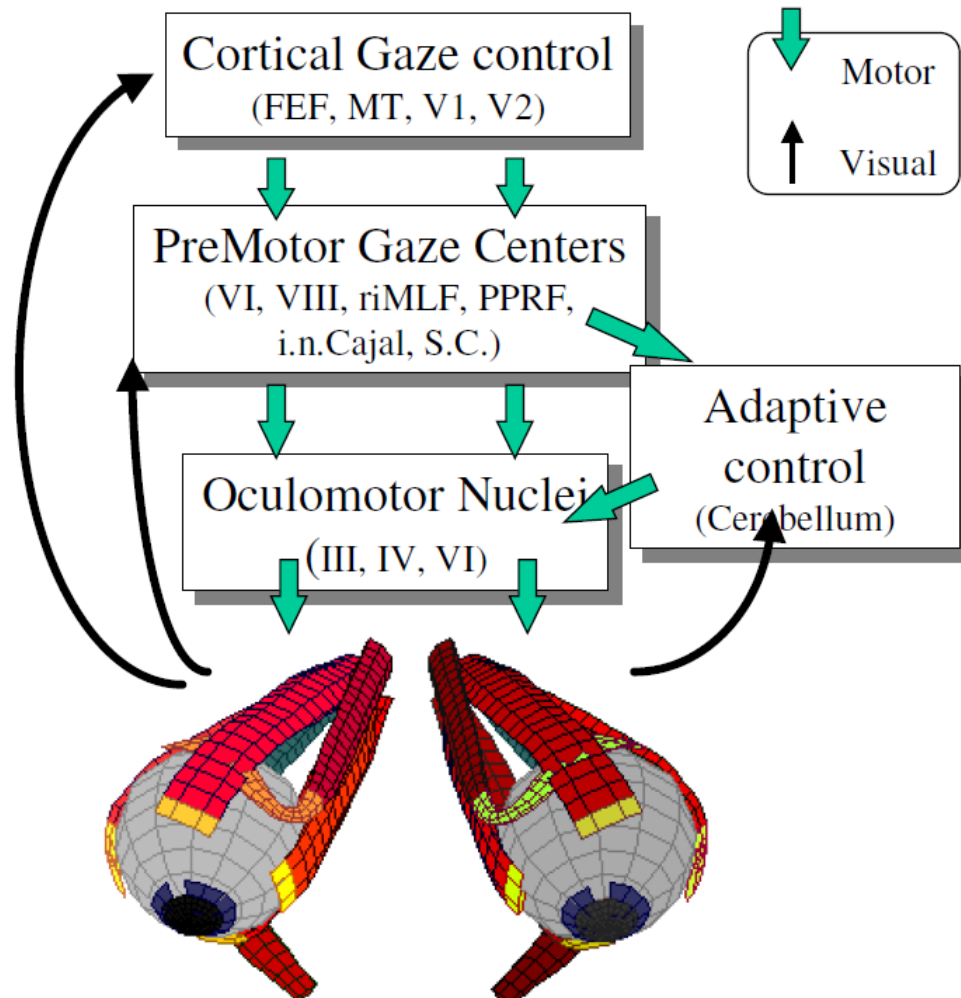 Cortical Gaze control
(FEF, MT, V1, V2)
Motor
Visual
PreMotor Gaze Centers
(VI, VIII, riMLF, PPRF,
i.n.Cajal, S.C.)
Adaptive
control
(Cerebellum)
Oculomotor Nuclei
(III, IV, VI)